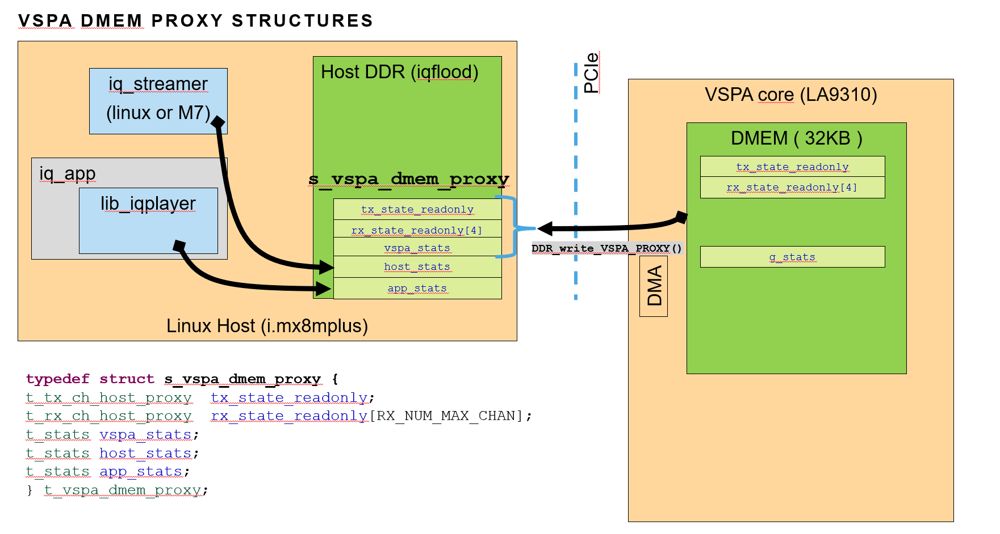 VSPA DMEM PROXY STRUCTURES
iq_streamer
(linux or M7)
iq_app
lib_iqplayer
Host DDR (iqflood)
s_vspa_dmem_proxy
tx_state_readonly
rx_state_readonly[4]
vspa_stats
host_stats
app_stats
Linux Host (i.mx8mplus)
PCIe
DDR_write_VSPA_PROXY()
DMA
VSPA core (LA9310)
DMEM ( 32KB )
tx_state_readonly
rx_state_readonly[4]
g_stats
typedef struct s_vspa_dmem_proxy {
t_tx_ch_host_proxy tx_state_readonly;
t_rx_ch_host_proxy rx_state_readonly[RX_NUM_MAX_CHAN];
t_stats vspa_stats;
t_stats host_stats;
t_stats app_stats;
} t_vspa_dmem_proxy;